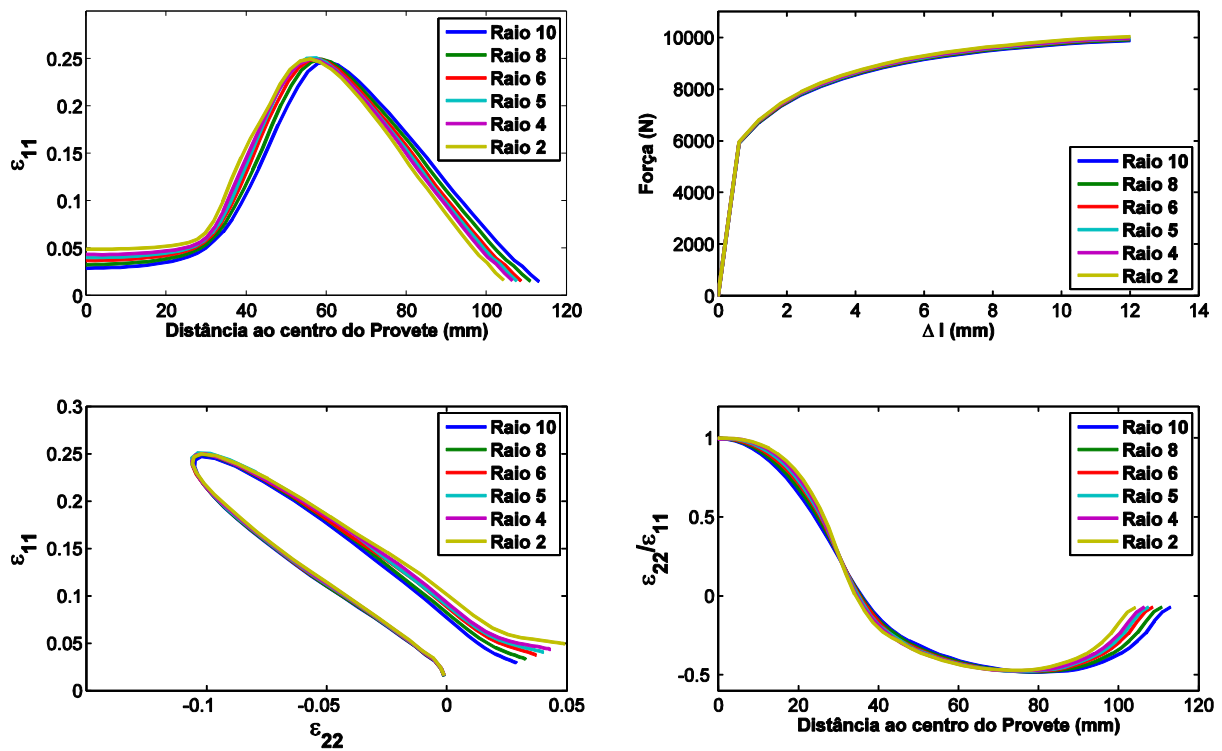 0.25
0.20
0.15
0.10
0.05
0
ε11
0
20
40
60
80
100
120
Distância ao centro do Provete (mm)
Raio 10
Raio 8
Raio 6
Raio 5
Raio 4
Raio 2
10000
8000
6000
4000
2000
0
Força (N)
0
2
4
6
8
10
12
14
Δ l (mm)
Raio 10
Raio 8
Raio 6
Raio 5
Raio 4
Raio 2
0.3
0.25
0.2
0.15
0.1
0.05
0
ε11
-0.1
-0.05
0
0.05
ε22
Raio 10
Raio 8
Raio 6
Raio 5
Raio 4
Raio 2
1
0.5
0
-0.5
ε22/ε11
0
20
40
60
80
100
120
Distância ao centro do Provete (mm)
Raio 10
Raio 8
Raio 6
Raio 5
Raio 4
Raio 2